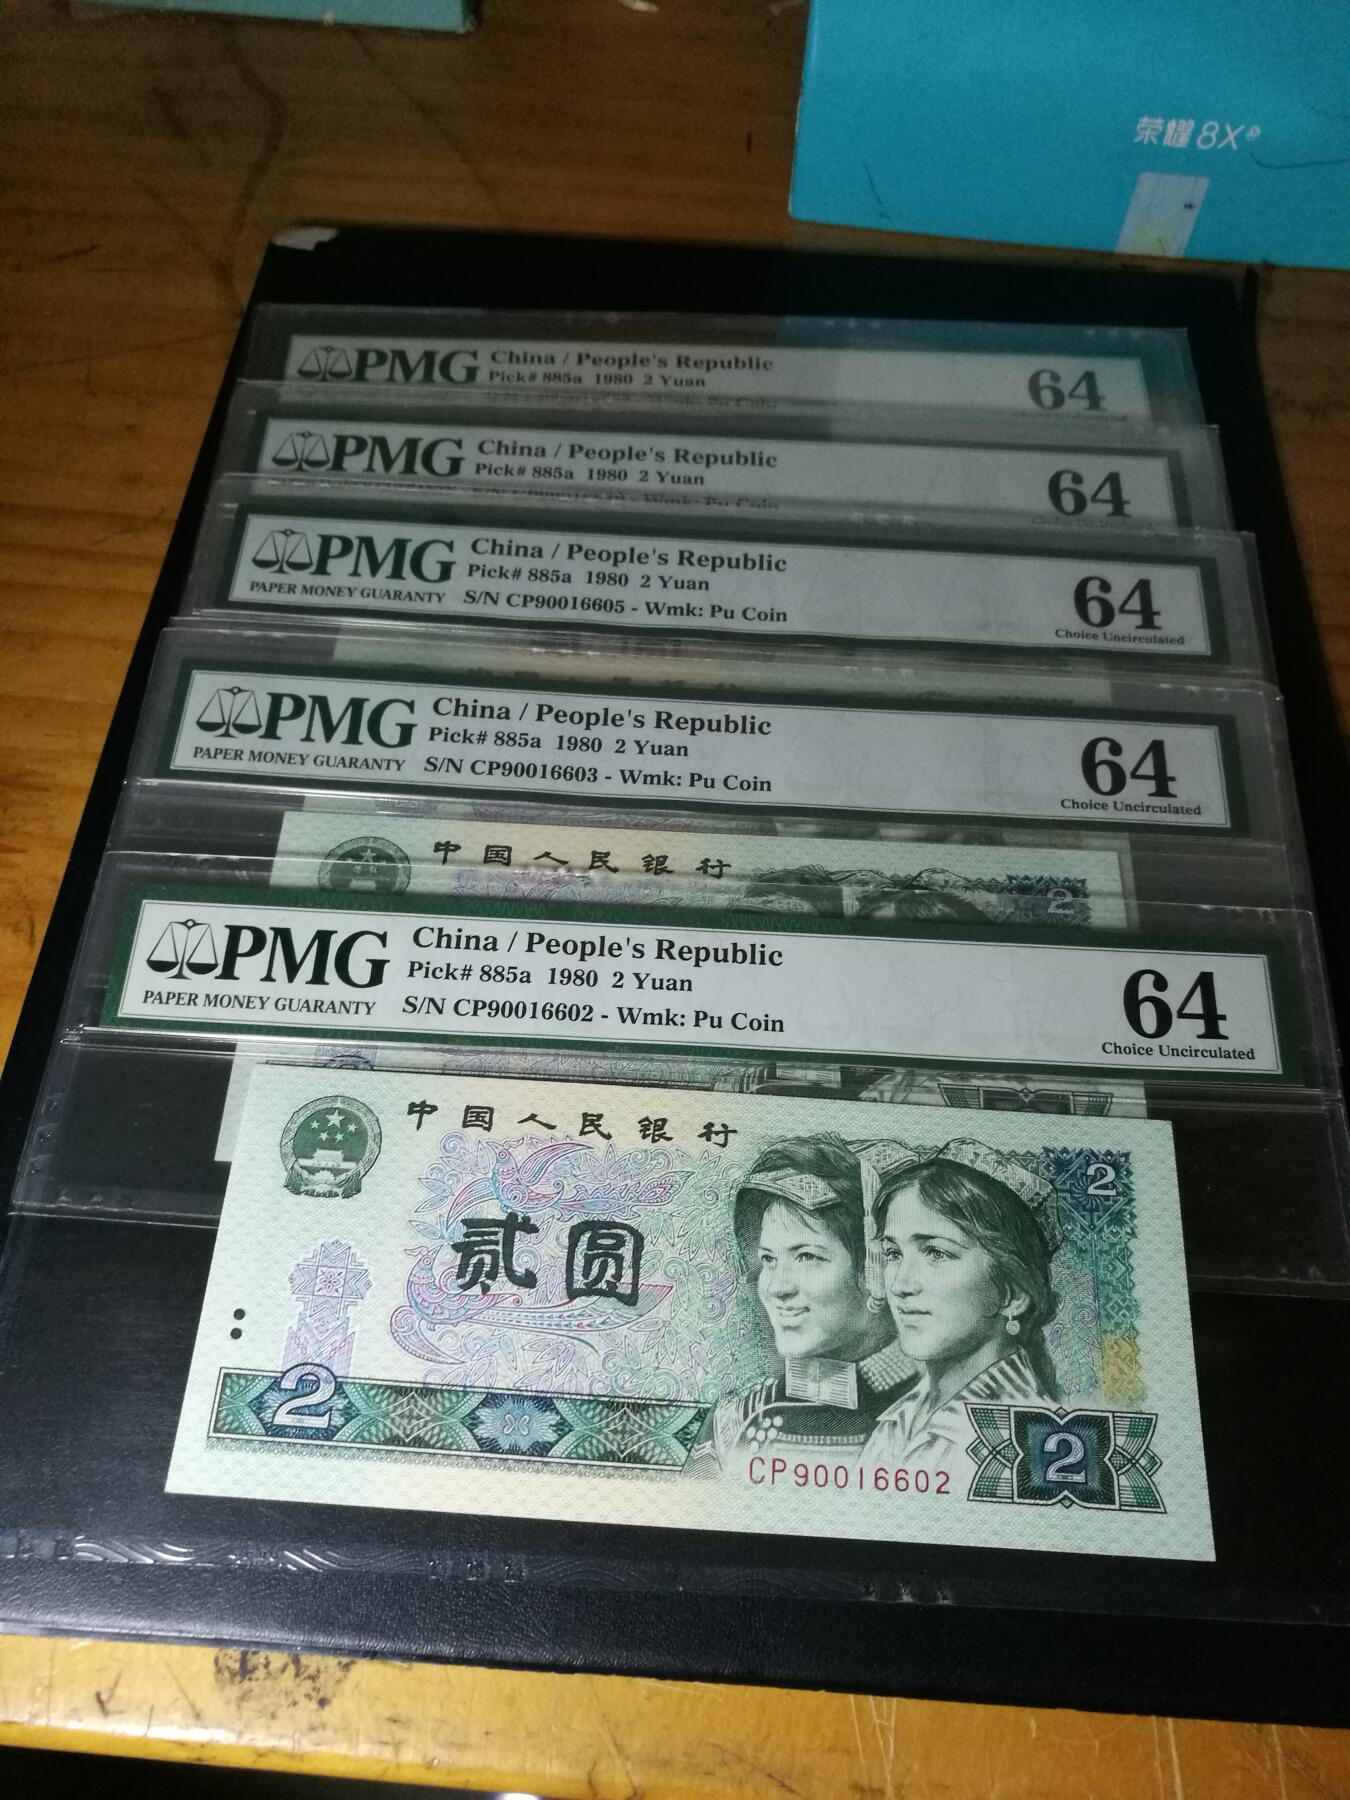 荣耀8X
PMG China / People's Republic
Pick# 885a 1980 2 Yuan
64
PMG China / People's Republic
Pick# 885a 1980 2 Yuan
Wmk: Pu Coin
64
PMG China / People's Republic
Pick# 885a 1980 2 Yuan
PAPER MONEY GUARANTY S/N CP90016605 - Wmk: Pu Coin
64
Choice Uncirculated
PMG China / People's Republic
Pick# 885a 1980 2 Yuan
PAPER MONEY GUARANTY S/N CP90016603 - Wmk: Pu Coin
64
Choice Uncirculated
中国人民银行
2
PMG China / People's Republic
Pick# 885a 1980 2 Yuan
PAPER MONEY GUARANTY S/N CP90016602 - Wmk: Pu Coin
64
Choice Uncirculated
中国人民银行
2
贰圆
2
CP90016602
2